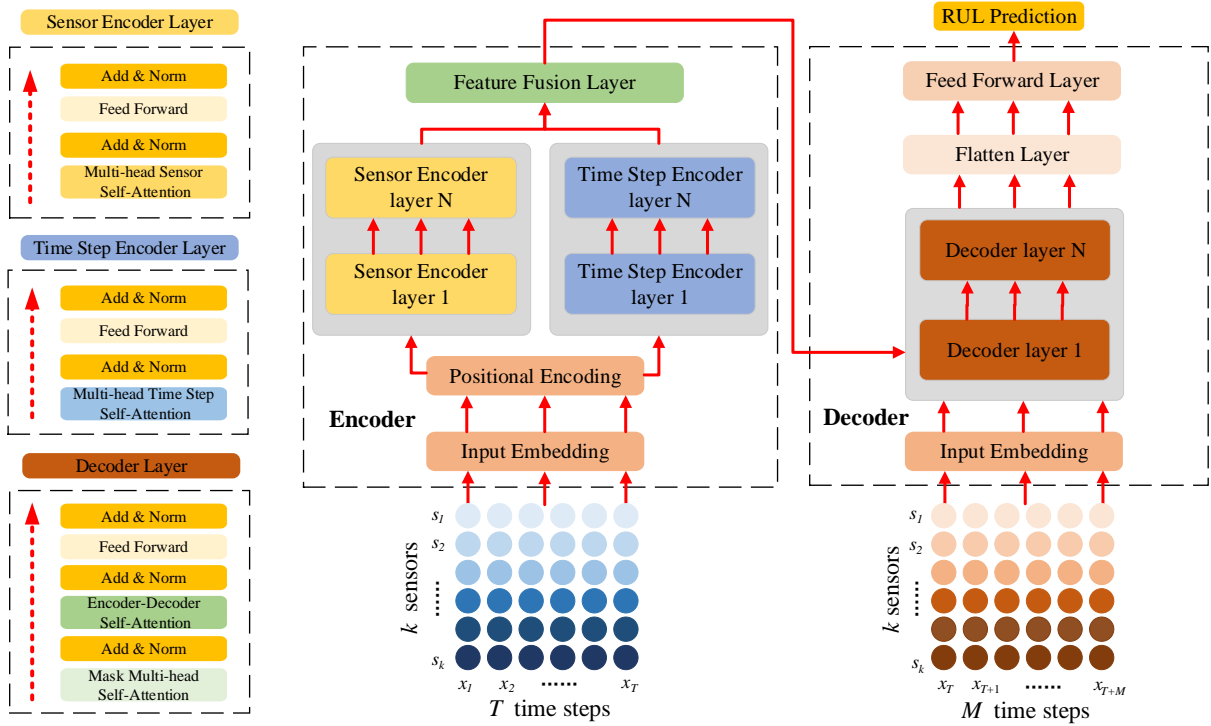 Sensor Encoder Layer
Add & Norm
Feed Forward
Add & Norm
Multi-head Sensor
Self-Attention
Time Step Encoder Layer
Add & Norm
Feed Forward
Add & Norm
Multi-head Time Step
Self-Attention
Decoder Layer
Add & Norm
Feed Forward
Add & Norm
Encoder-Decoder
Self-Attention
Add & Norm
Mask Multi-head
Self-Attention
Feature Fusion Layer
Sensor Encoder
layer N
Time Step Encoder
layer N
Sensor Encoder
layer 1
Time Step Encoder
layer 1
Positional Encoding
Encoder
Input Embedding
s1
s2
......
sk
k sensors
x1 x2 ...... xT
T time steps
RUL Prediction
Feed Forward Layer
Flatten Layer
Decoder layer N
Decoder layer 1
Decoder
Input Embedding
s1
s2
......
sk
k sensors
xT xT+1 ...... xT+M
M time steps